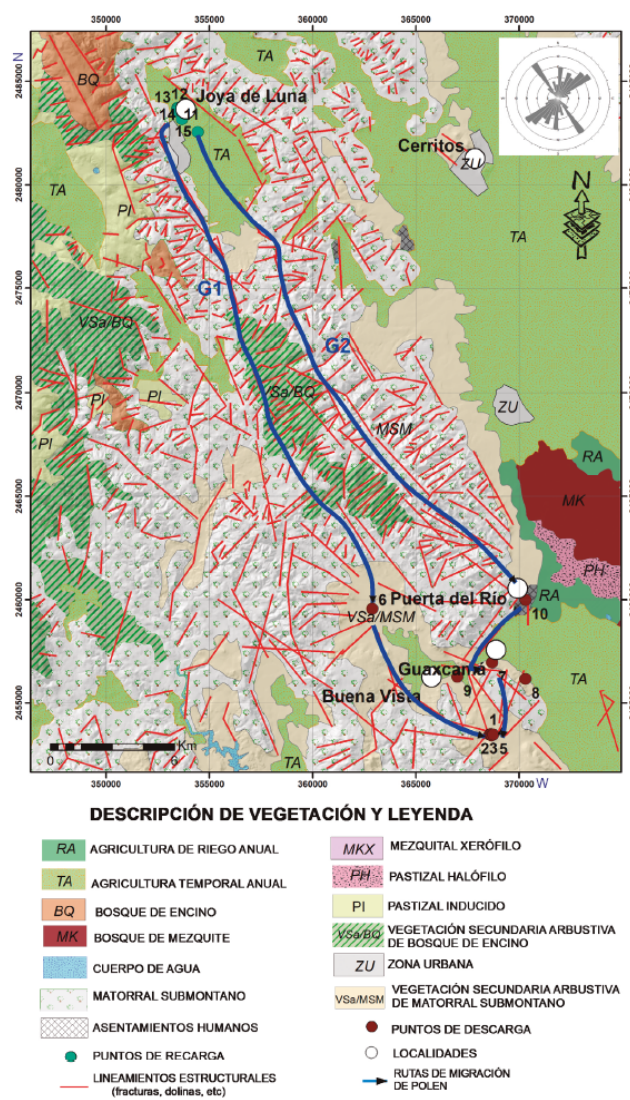 350000 355000 360000 365000 370000
N
2485000
2480000
2475000
2470000
2465000
2460000
2455000
BQ
TA
13 12
Joya de Luna
14 11
15
TA
Cerritos
ZU
N
TA
PI
TA
G1
VSa/BQ
G2
PI
PI
VSa/BQ
MSM
ZU
PI
RA
MK
PH
6 Puerta del Río
RA
VSa/MSM
10
Guaxcamá
7
Buena Vista
9
8
TA
1
235
TA
0 6 Km
350000 355000 360000 365000 370000 W
DESCRIPCIÓN DE VEGETACIÓN Y LEYENDA
RA AGRICULTURA DE RIEGO ANUAL
TA AGRICULTURA TEMPORAL ANUAL
BQ BOSQUE DE ENCINO
MK BOSQUE DE MEZQUITE
CUERPO DE AGUA
MATORRAL SUBMONTANO
ASENTAMIENTOS HUMANOS
PUNTOS DE RECARGA
LINEAMIENTOS ESTRUCTURALES
(fracturas, dolinas, etc)
MKX MEZQUITAL XERÓFILO
PH PASTIZAL HALÓFILO
PI PASTIZAL INDUCIDO
VSa/BQ VEGETACIÓN SECUNDARIA ARBUSTIVA
DE BOSQUE DE ENCINO
ZU ZONA URBANA
VSa/MSM VEGETACIÓN SECUNDARIA ARBUSTIVA
DE MATORRAL SUBMONTANO
PUNTOS DE DESCARGA
LOCALIDADES
RUTAS DE MIGRACIÓN
DE POLEN